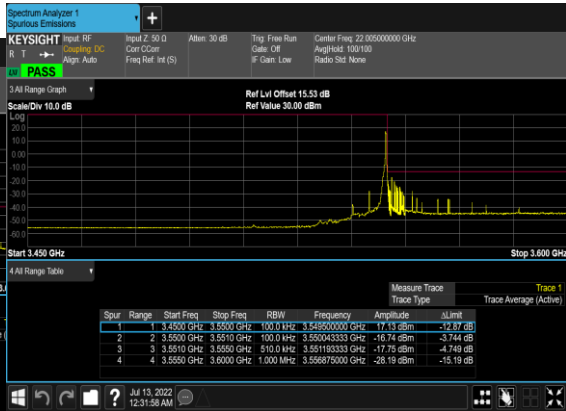 Spectrum Analyzer 1
Spurious Emissions
+
KEYSIGHT Input: RF Input Z: 50 Ω Atten: 30 dB Trig: Free Run Center Freq: 22.005000000 GHz
R T Coupling: DC Corr CCorr Gate: Off Avg|Hold: 100/100
Align: Auto Freq Ref: Int (S) IF Gain: Low Radio Std: None
PASS
3 All Range Graph Ref Lvl Offset 15.53 dB
Scale/Div 10.0 dB Ref Value 30.00 dBm
Log
20.0
10.0
0.00
-10.0
-20.0
-30.0
-40.0
-50.0
-60.0
Start 3.450 GHz Stop 3.600 GHz
4 All Range Table
Measure Trace Trace 1
Trace Type Trace Average (Active)
Spur Range Start Freq Stop Freq RBW Frequency Amplitude ΔLimit
1 1 3.4500 GHz 3.5500 GHz 100.0 kHz 3.549500000 GHz 17.13 dBm -12.87 dB
2 2 3.5500 GHz 3.5510 GHz 100.0 kHz 3.550043333 GHz -16.74 dBm -3.744 dB
3 3 3.5510 GHz 3.5550 GHz 510.0 kHz 3.551193333 GHz -17.75 dBm -4.749 dB
4 4 3.5550 GHz 3.6000 GHz 1.000 MHz 3.556875000 GHz -28.19 dBm -15.19 dB
? Jul 13, 2022
12:31:58 AM